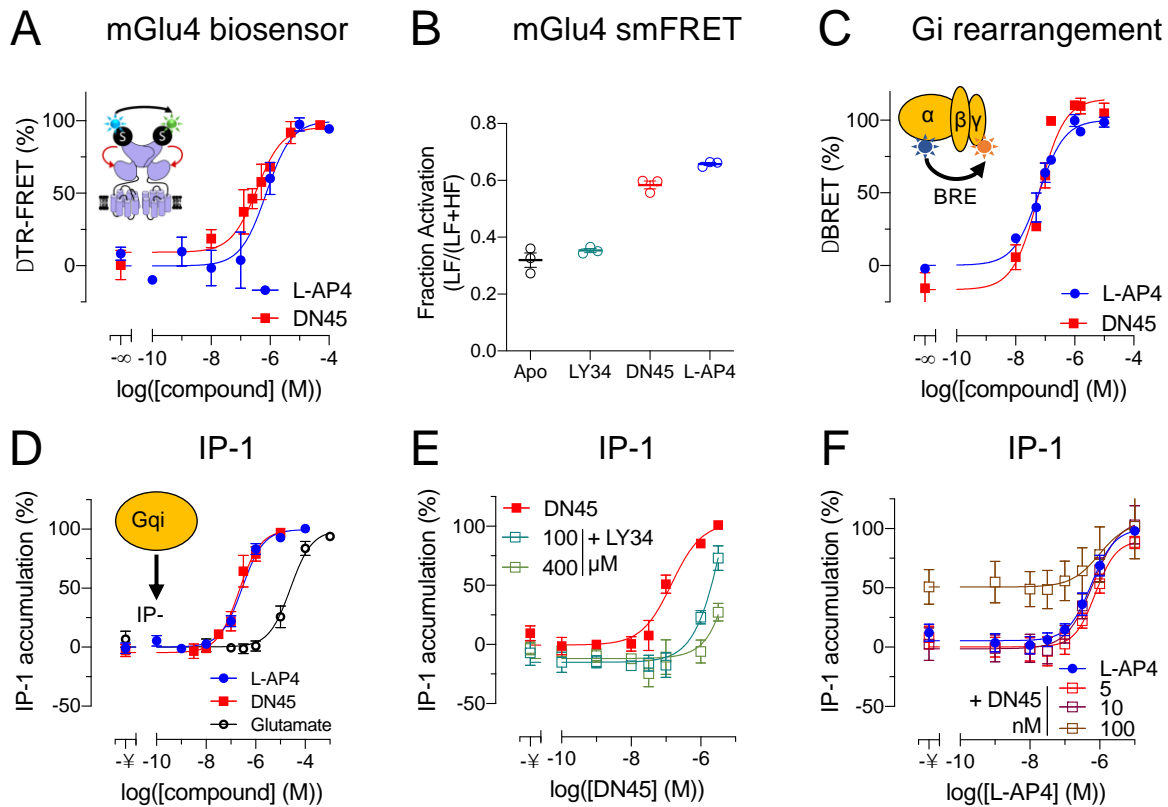 A mGlu4 biosensor
DTR-FRET (%)
100
50
0
S S
L-AP4
DN45
-∞ -10 -8 -6 -4
log([compound] (M))
B mGlu4 smFRET
Fraction Activation
(LF/(LF+HF)
0.8
0.6
0.4
0.2
0.0
Apo LY34 DN45 L-AP4
C Gi rearrangement
DBRET (%)
100
50
0
α β γ
BRE
L-AP4
DN45
-∞ -10 -8 -6 -4
log([compound] (M))
D IP-1
IP-1 accumulation (%)
100
50
0
-50
Gqi
IP-
L-AP4
DN45
Glutamate
-¥ -10 -8 -6 -4
log([compound] (M))
E IP-1
IP-1 accumulation (%)
100
50
0
-50
DN45
100 + LY34
400 µM
-¥ -10 -8 -6
log([DN45] (M))
F IP-1
IP-1 accumulation (%)
100
50
0
-50
L-AP4
5
+ DN45 10
nM 100
-¥ -10 -8 -6
log([L-AP4] (M))